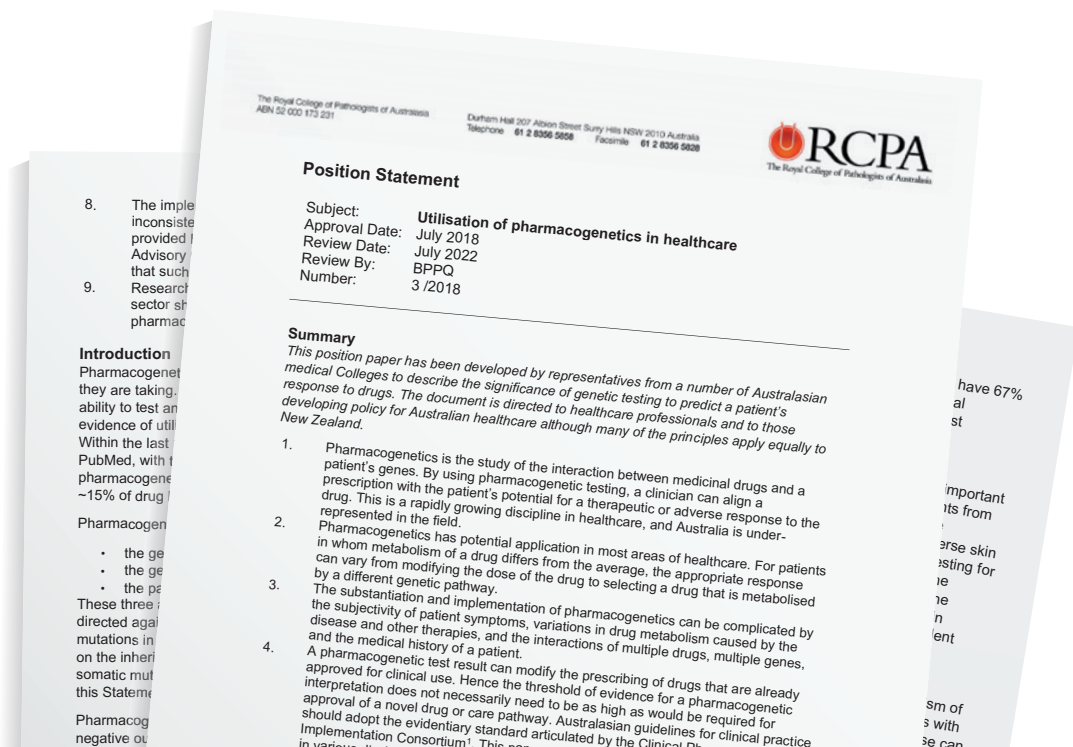 The Royal College of Pathologists of Australasia
ABN 52 000 173 231
Durham Hall 207 Albion Street Surry Hills NSW 2010 Australia
Telephone 61 2 8356 5858 Facsimile 61 2 8356 5828
RCPA
The Royal College of Pathologists of Australasia
Position Statement
Subject: Utilisation of pharmacogenetics in healthcare
Approval Date: July 2018
Review Date: July 2022
Review By: BPPQ
Number: 3 /2018
Summary
This position paper has been developed by representatives from a number of Australasian
medical Colleges to describe the significance of genetic testing to predict a patient's
response to drugs. The document is directed to healthcare professionals and to those
developing policy for Australian healthcare although many of the principles apply equally to
New Zealand.
1. Pharmacogenetics is the study of the interaction between medicinal drugs and a
patient's genes. By using pharmacogenetic testing, a clinician can align a
prescription with the patient's potential for a therapeutic or adverse response to the
drug. This is a rapidly growing discipline in healthcare, and Australia is under-
represented in the field.
2. Pharmacogenetics has potential application in most areas of healthcare. For patients
in whom metabolism of a drug differs from the average, the appropriate response
can vary from modifying the dose of the drug to selecting a drug that is metabolised
by a different genetic pathway.
3. The substantiation and implementation of pharmacogenetics can be complicated by
the subjectivity of patient symptoms, variations in drug metabolism caused by the
disease and other therapies, and the interactions of multiple drugs, multiple genes,
and the medical history of a patient.
4. A pharmacogenetic test result can modify the prescribing of drugs that are already
approved for clinical use. Hence the threshold of evidence for a pharmacogenetic
interpretation does not necessarily need to be as high as would be required for
approval of a novel drug or care pathway. Australasian guidelines for clinical practice
should adopt the evidentiary standard articulated by the Clinical
Implementation Consortium¹. This
in various
8. The imple
inconsiste
provided
Advisory
that such
9. Research
sector sh
pharmac
Introduction
Pharmacogenet
they are taking.
ability to test an
evidence of utili
Within the last
PubMed, with t
pharmacogene
~15% of drug
Pharmacogen
• the ge
• the ge
• the pa
These three
directed agai
mutations in
on the inheri
somatic mut
this Stateme
Pharmacog
negative ou
have 67%
al
st
important
nts from
erse skin
esting for
ne
ne
n
ent
sm of
s with
se can